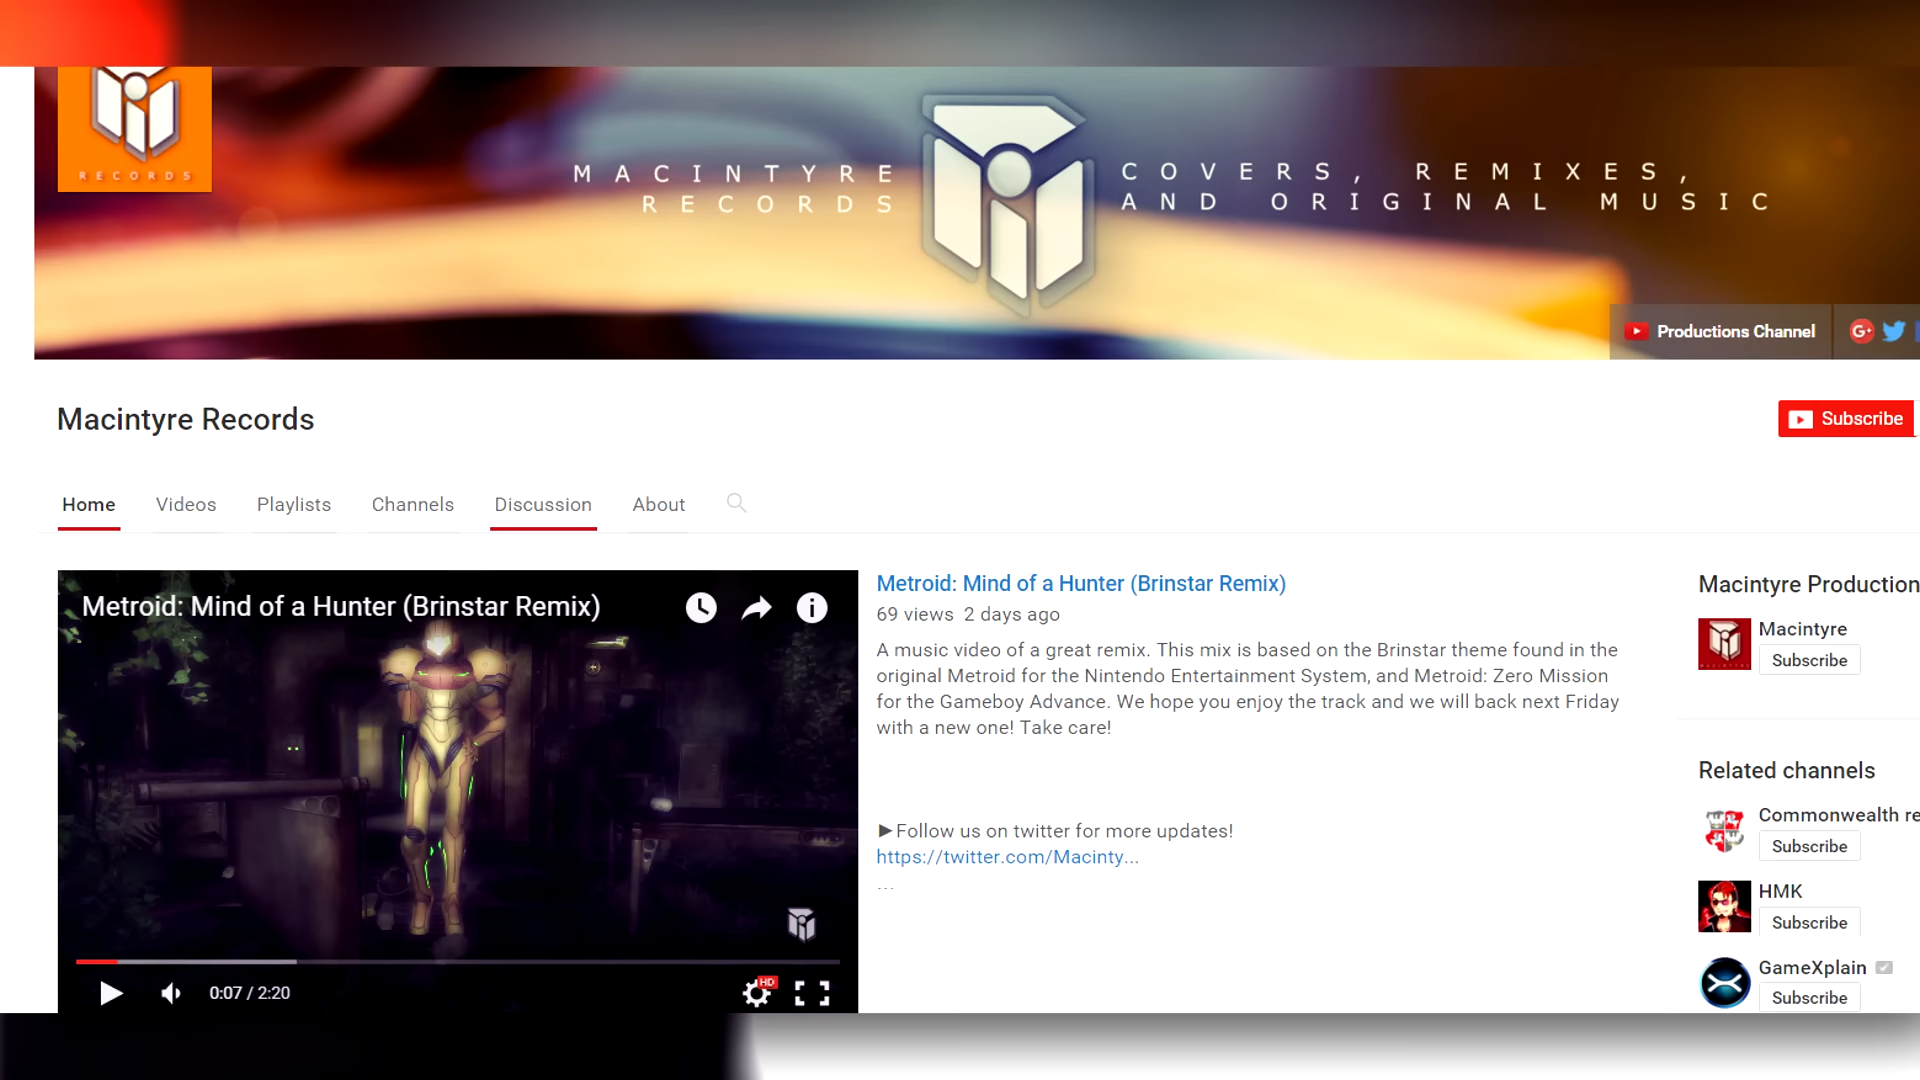 RECORDS
MACINTYRE
RECORDS
COVERS, REMIXES,
AND ORIGINAL MUSIC
Productions Channel
G+
Macintyre Records
Subscribe
Home Videos Playlists Channels Discussion About
Metroid: Mind of a Hunter (Brinstar Remix)
HD
0:07 / 2:20
Metroid: Mind of a Hunter (Brinstar Remix)
69 views 2 days ago
A music video of a great remix. This mix is based on the Brinstar theme found in the
original Metroid for the Nintendo Entertainment System, and Metroid: Zero Mission
for the Gameboy Advance. We hope you enjoy the track and we will back next Friday
with a new one! Take care!
►Follow us on twitter for more updates!
https://twitter.com/Macinty...
...
Macintyre Production
Macintyre
Subscribe
Related channels
Commonwealth re
Subscribe
HMK
Subscribe
GameXplain
Subscribe